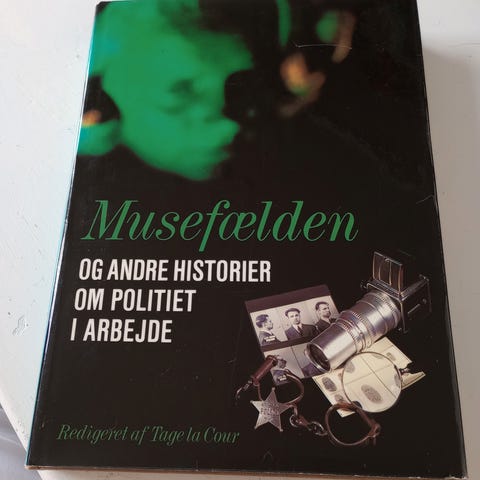 Musefælden
OG ANDRE HISTORIER
OM POLITIET
I ARBEJDE
Redigeret af Tage la Cour